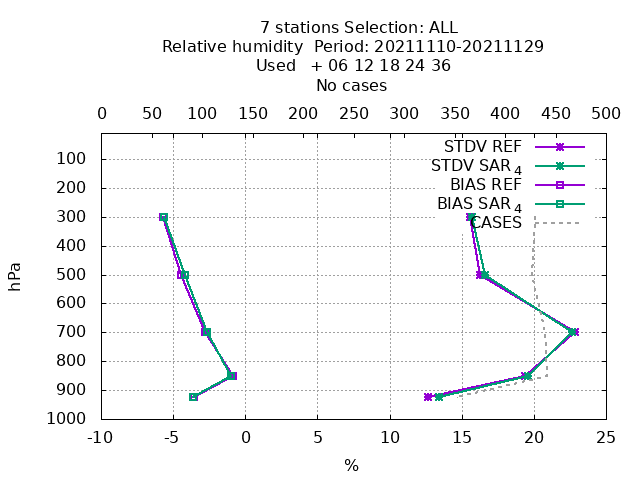 7 stations Selection: ALL
Relative humidity  Period: 20211110-20211129
Used   + 06 12 18 24 36
No cases
0 50 100 150 200 250 300 350 400 450 500
STDV REF
STDV SAR 4
BIAS REF
BIAS SAR 4
CASES
100
200
300
400
500
600
700
800
900
1000
hPa
-10 -5 0 5 10 15 20 25
%